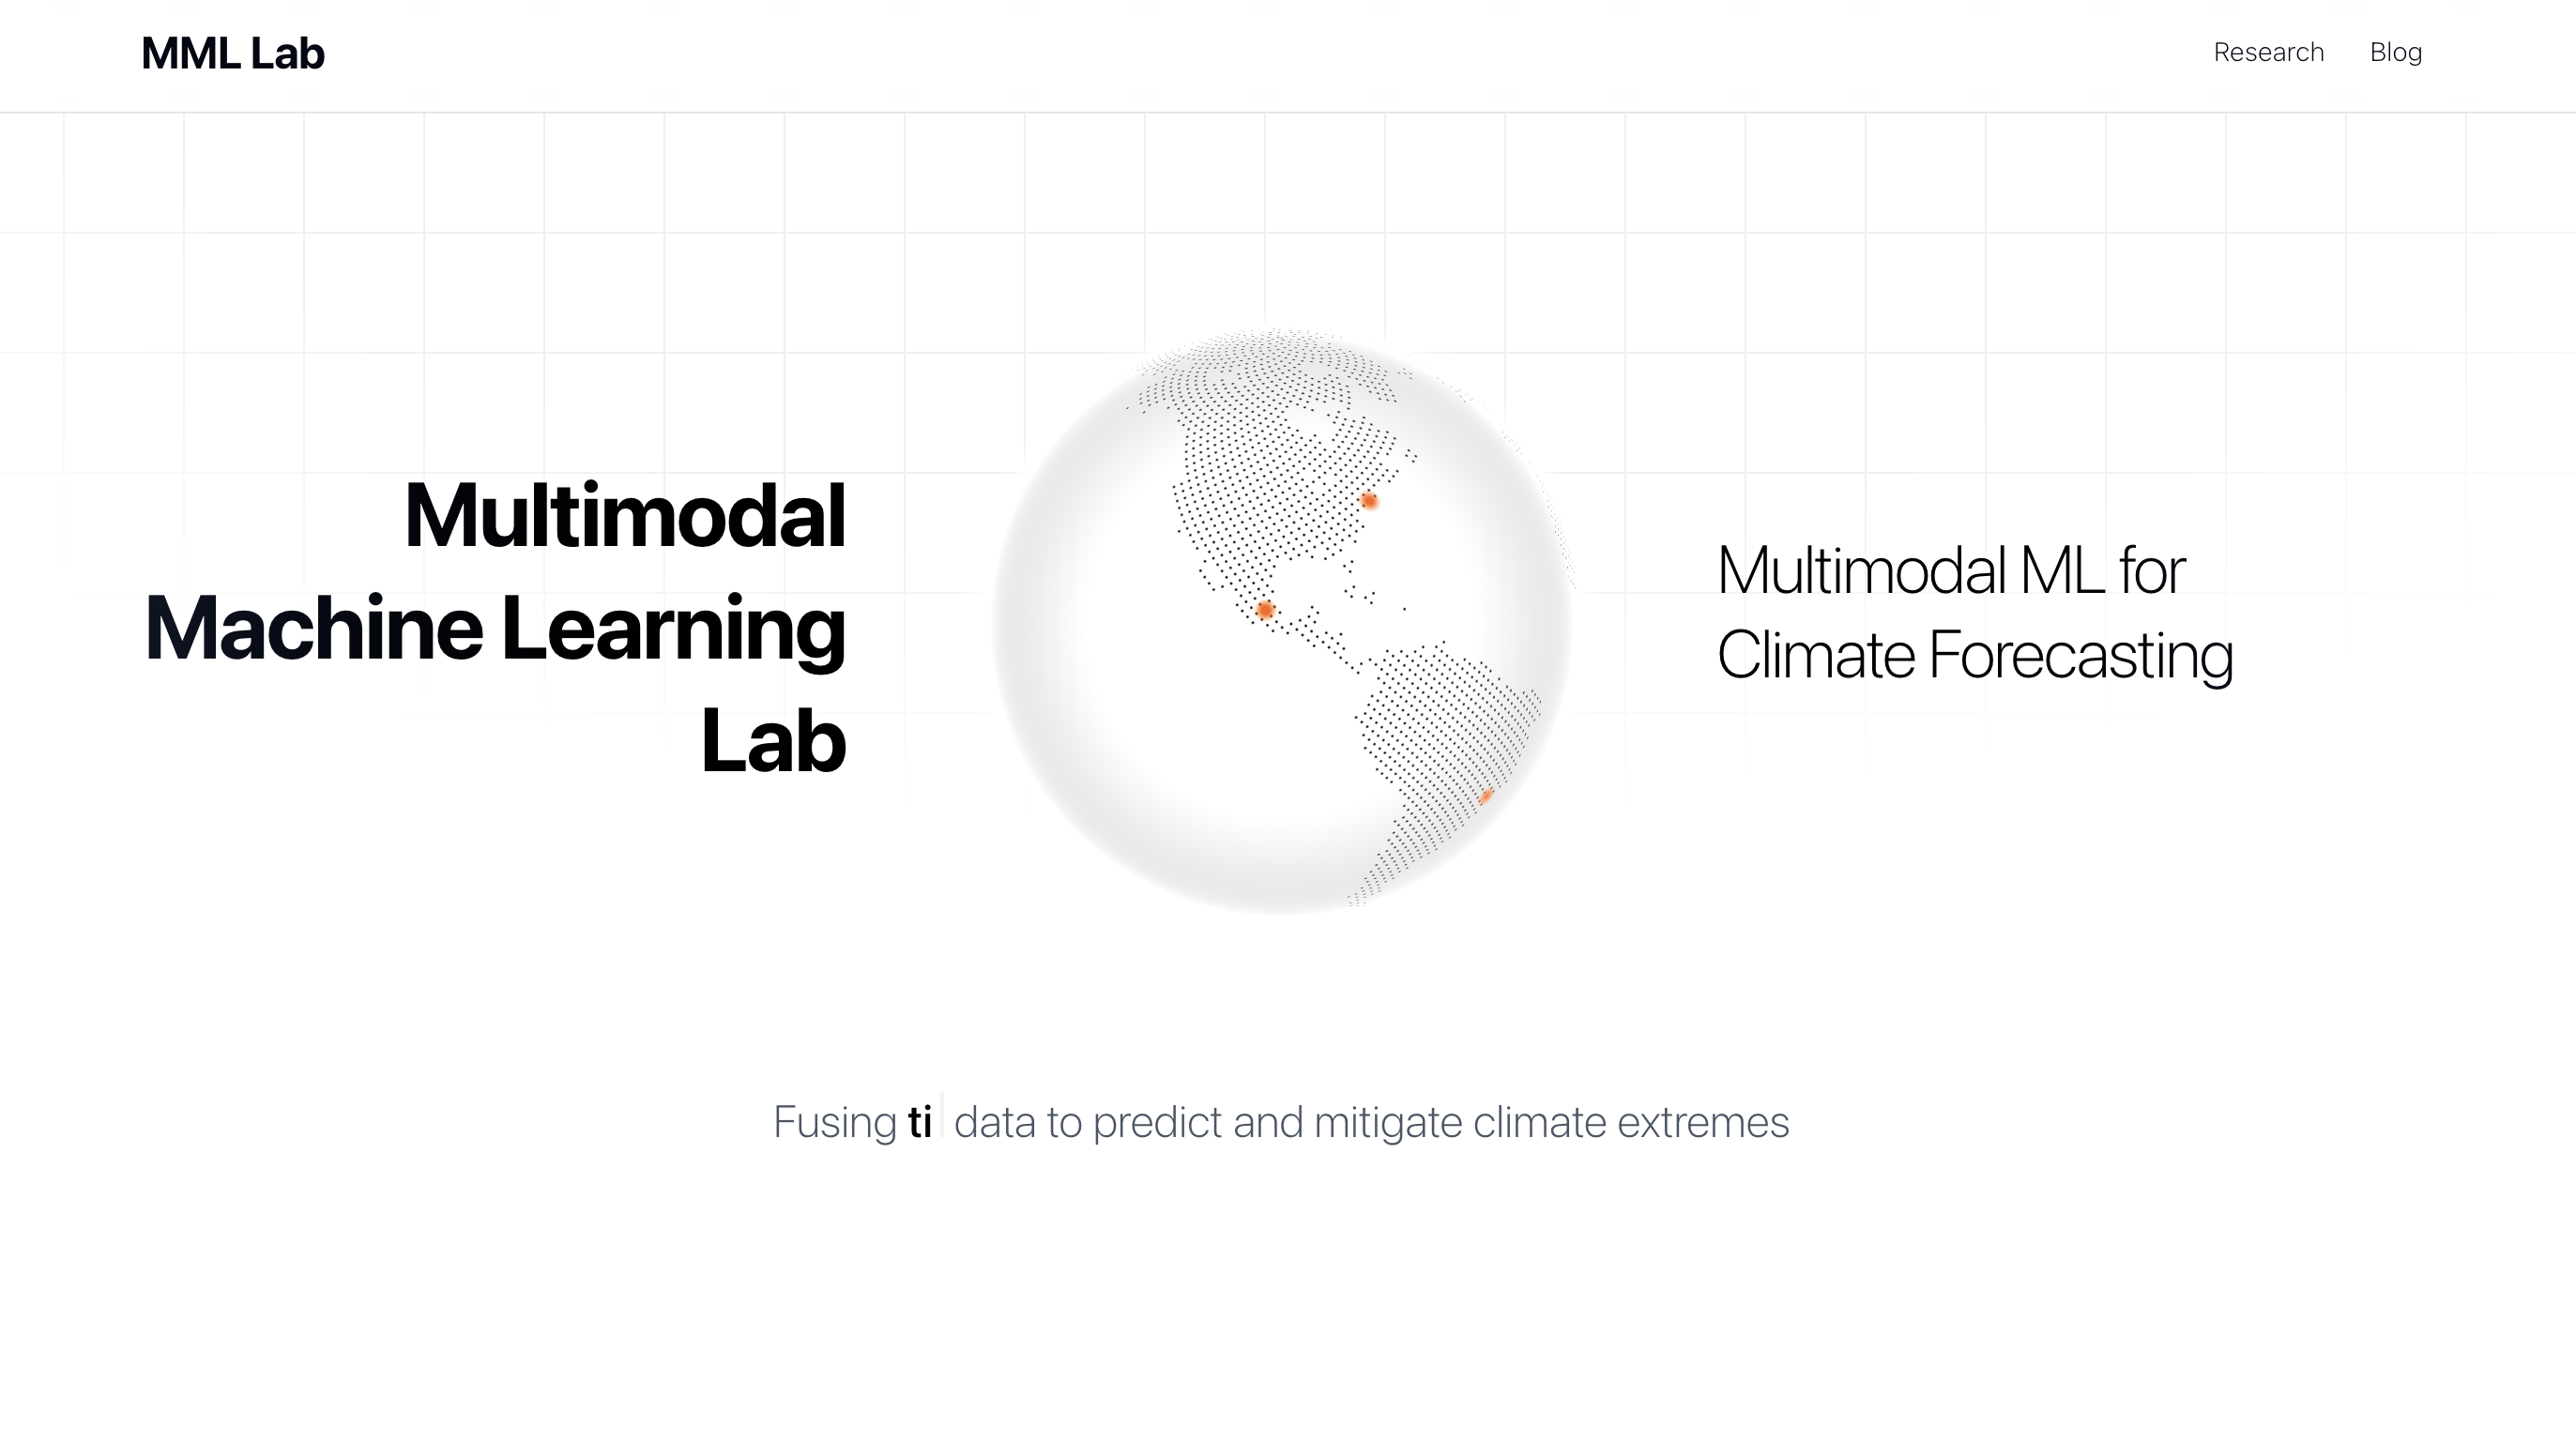 MML Lab
Research
Blog
Multimodal
Machine Learning
Lab
Multimodal ML for
Climate Forecasting
Fusing ti data to predict and mitigate climate extremes